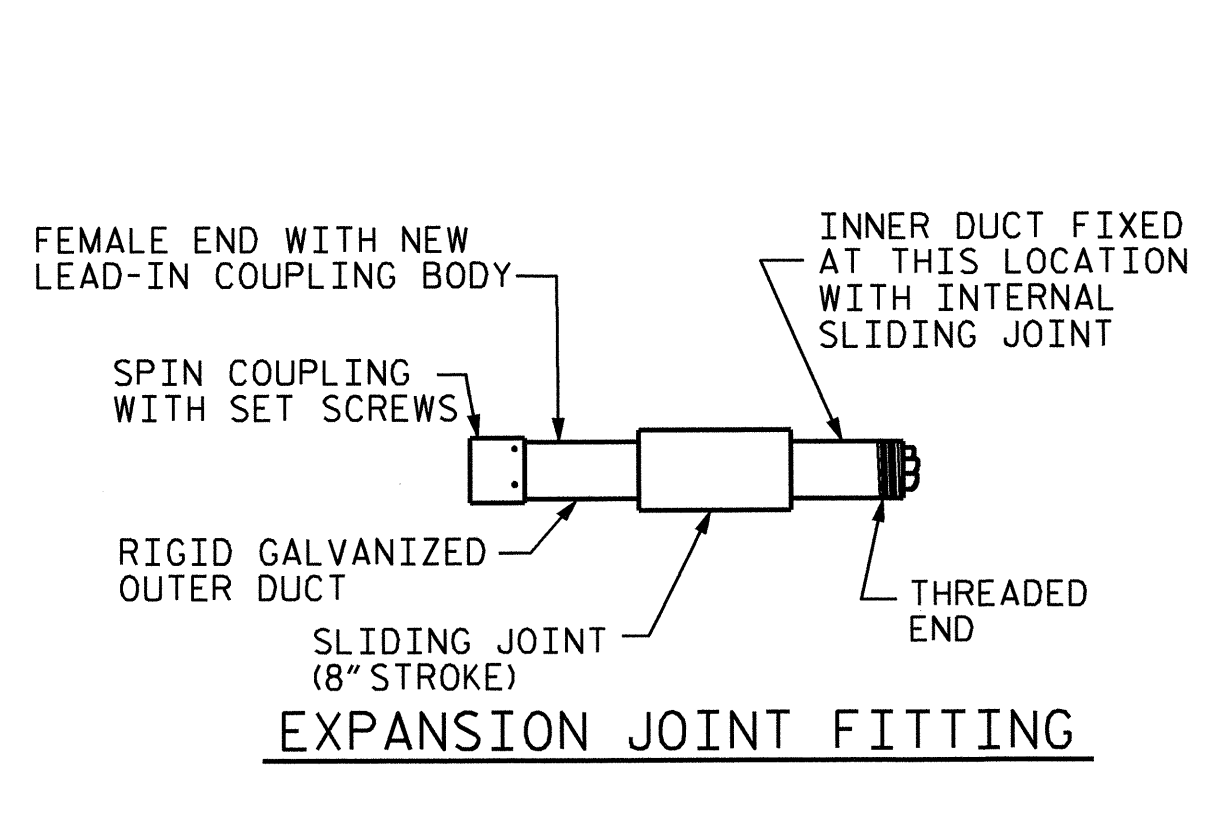 FEMALE END WITH NEW
LEAD-IN COUPLING BODY
INNER DUCT FIXED
AT THIS LOCATION
WITH INTERNAL
SLIDING JOINT
SPIN COUPLING
WITH SET SCREWS
RIGID GALVANIZED
OUTER DUCT
THREADED
END
SLIDING JOINT
(8" STROKE)
EXPANSION JOINT FITTING